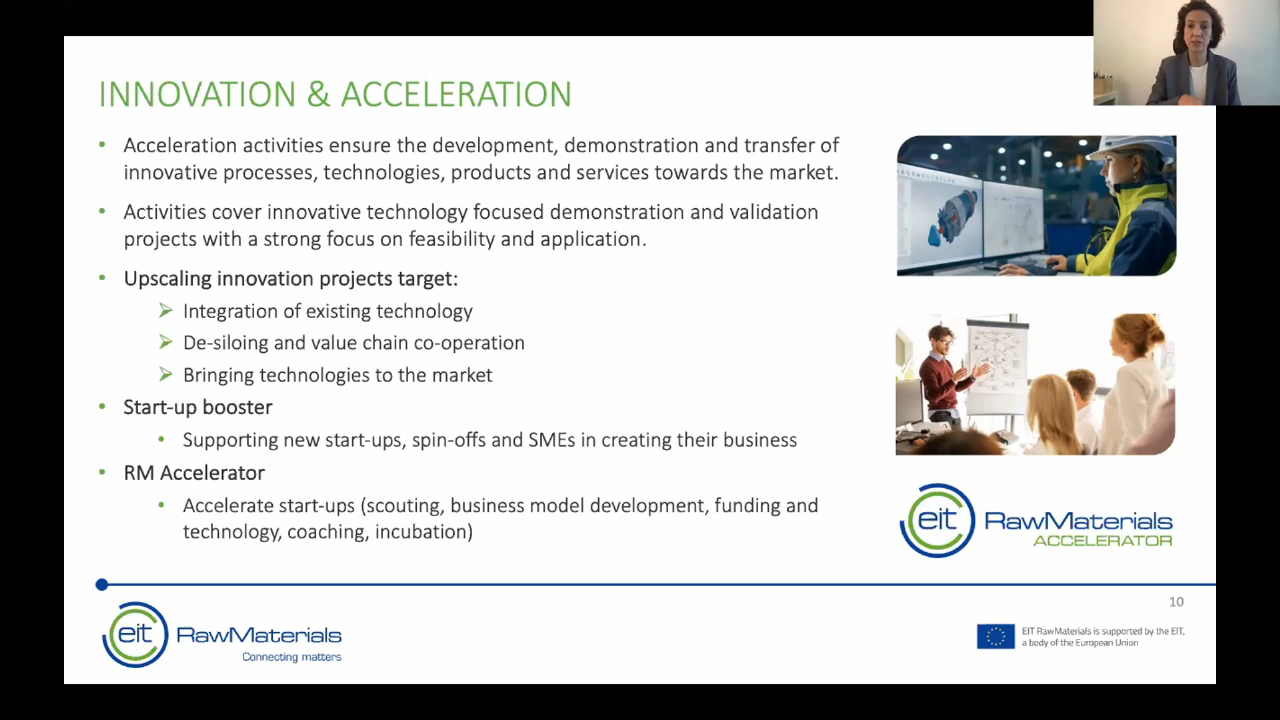 INNOVATION & ACCELERATION
• Acceleration activities ensure the development, demonstration and transfer of
innovative processes, technologies, products and services towards the market.
• Activities cover innovative technology focused demonstration and validation
projects with a strong focus on feasibility and application.
• Upscaling innovation projects target:
➢ Integration of existing technology
➢ De-siloing and value chain co-operation
➢ Bringing technologies to the market
• Start-up booster
• Supporting new start-ups, spin-offs and SMEs in creating their business
• RM Accelerator
• Accelerate start-ups (scouting, business model development, funding and
technology, coaching, incubation)
eit RawMaterials
ACCELERATOR
10
eit RawMaterials
Connecting matters
EIT RawMaterials is supported by the EIT,
a body of the European Union